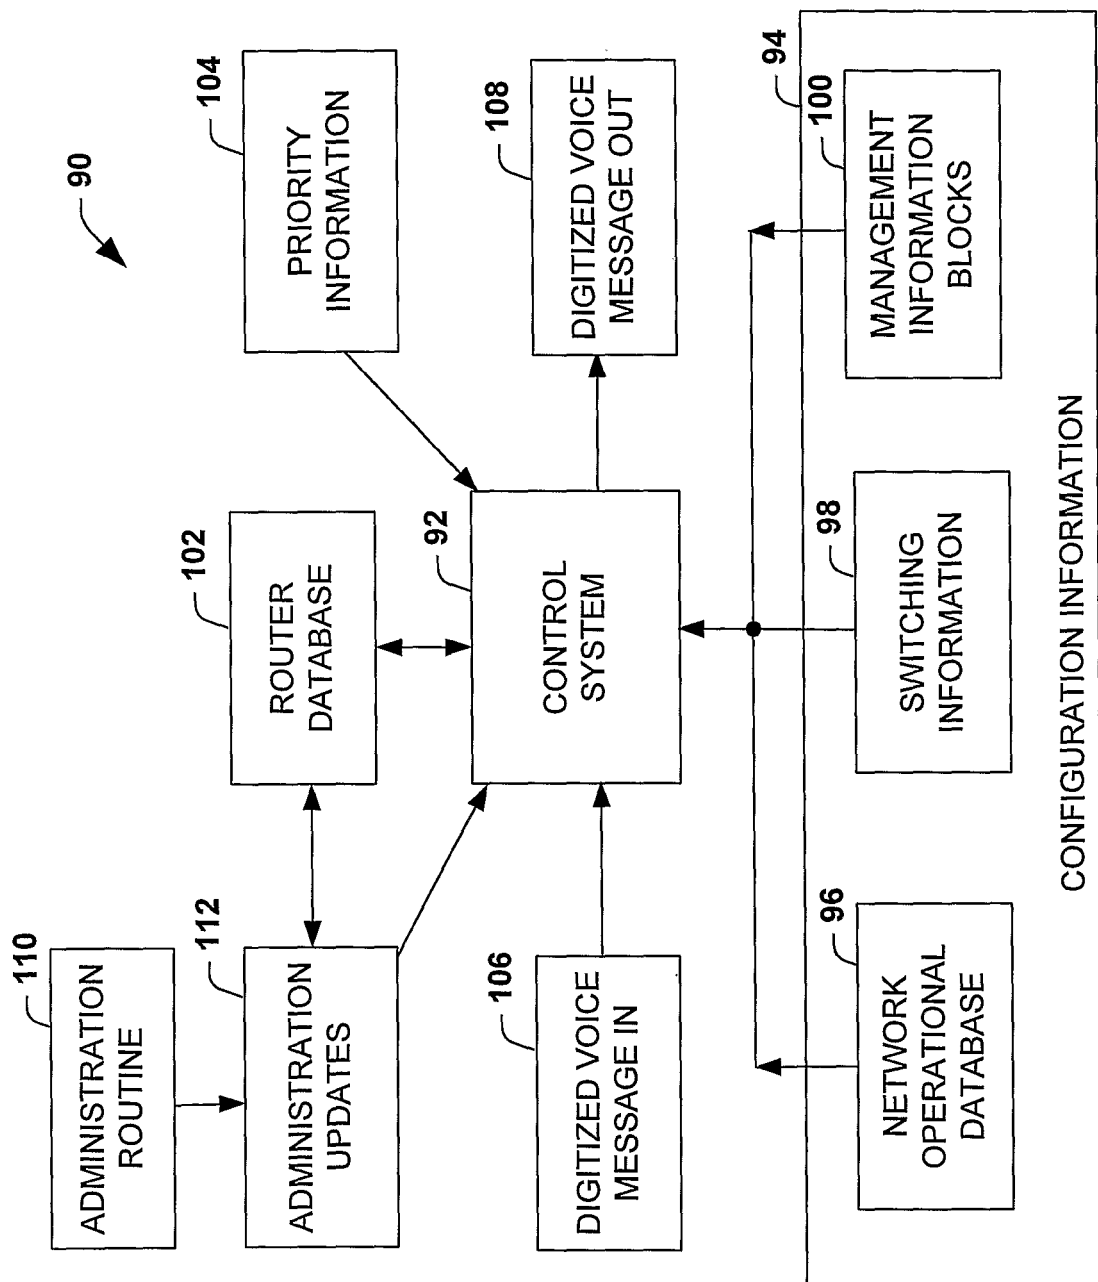 90
110
ADMINISTRATION
ROUTINE
112
ADMINISTRATION
UPDATES
102
ROUTER
DATABASE
104
PRIORITY
INFORMATION
106
DIGITIZED VOICE
MESSAGE IN
92
CONTROL
SYSTEM
108
DIGITIZED VOICE
MESSAGE OUT
94
96
NETWORK
OPERATIONAL
DATABASE
98
SWITCHING
INFORMATION
100
MANAGEMENT
INFORMATION
BLOCKS
CONFIGURATION INFORMATION